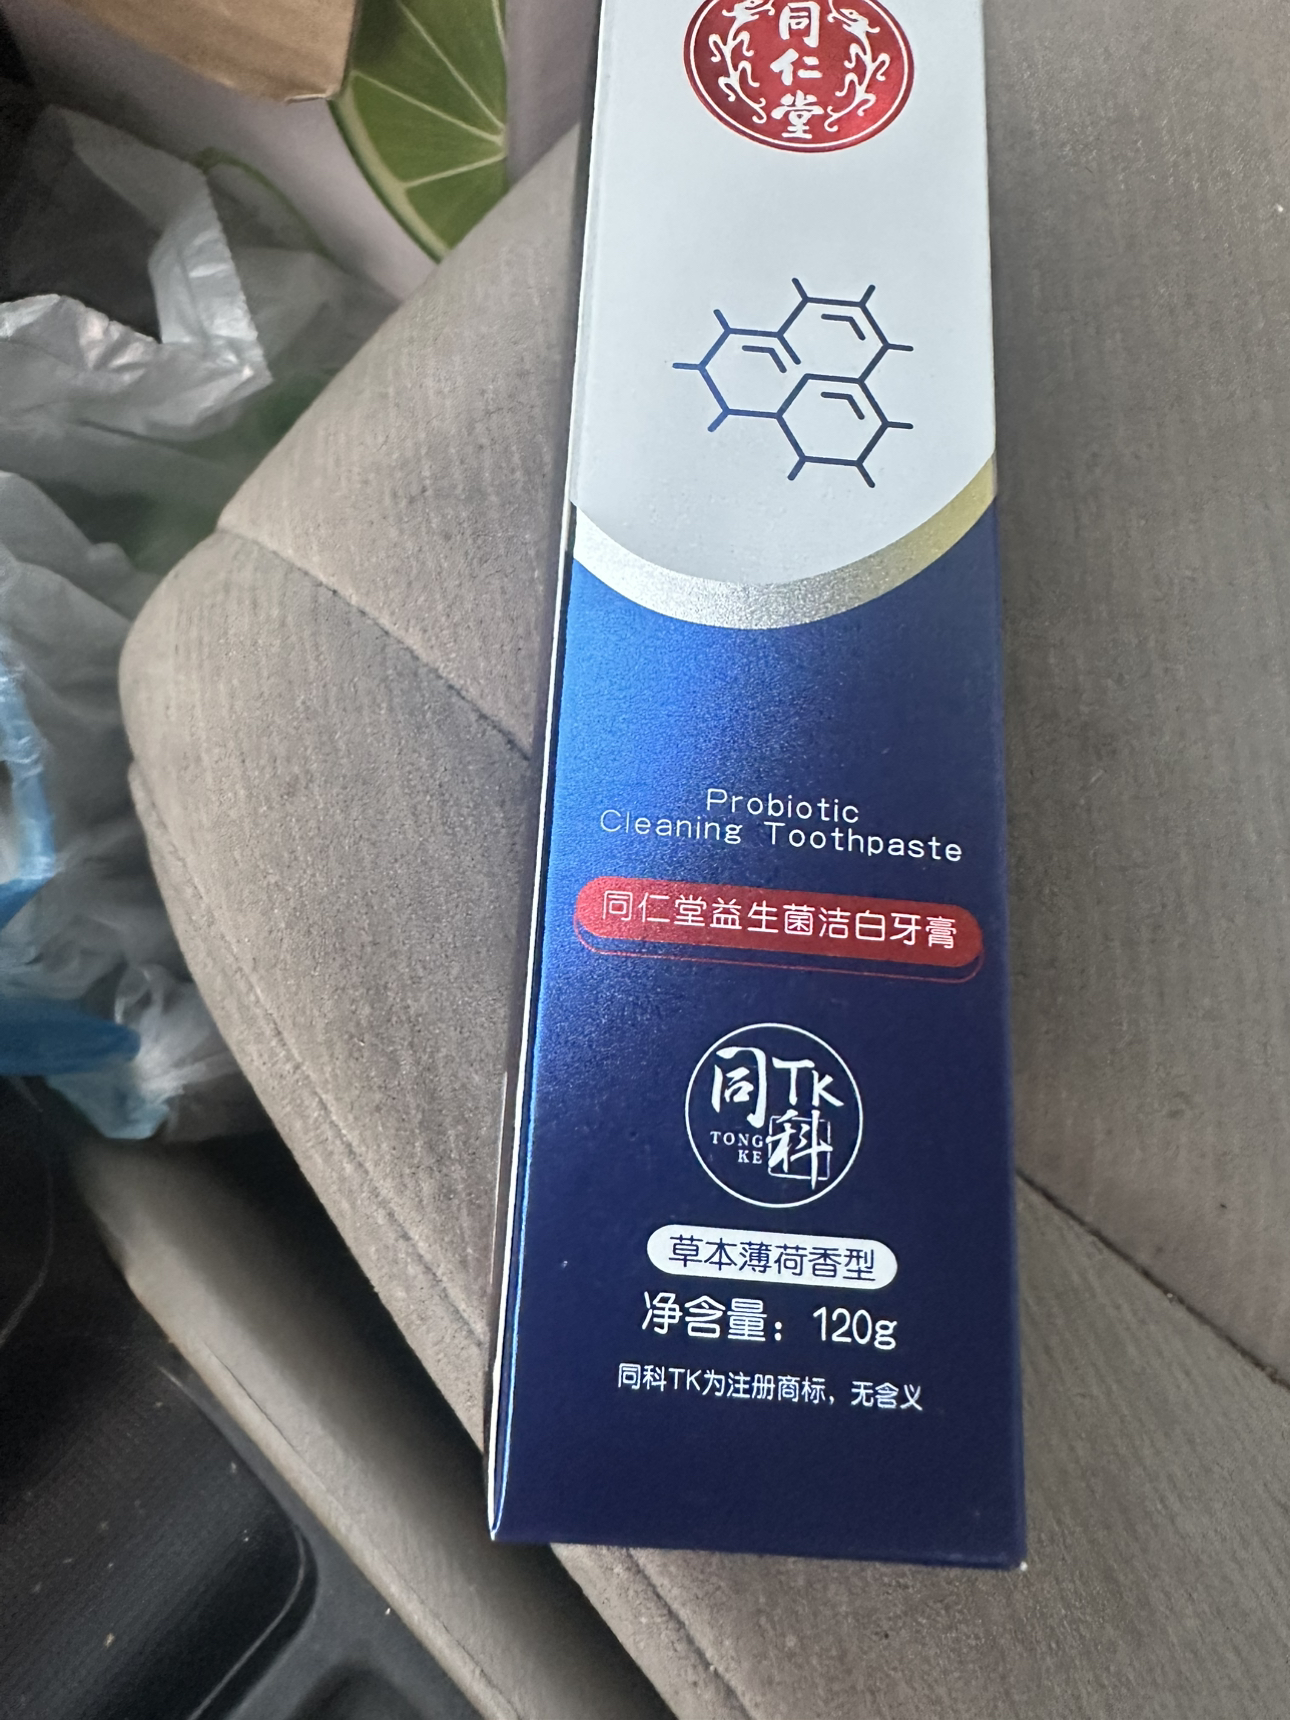 同
仁
堂
Probiotic
Cleaning Toothpaste
同仁堂益生菌洁白牙膏
同TK
TONG
KE
科
草本薄荷香型
净含量：120g
同科TK为注册商标，无含义